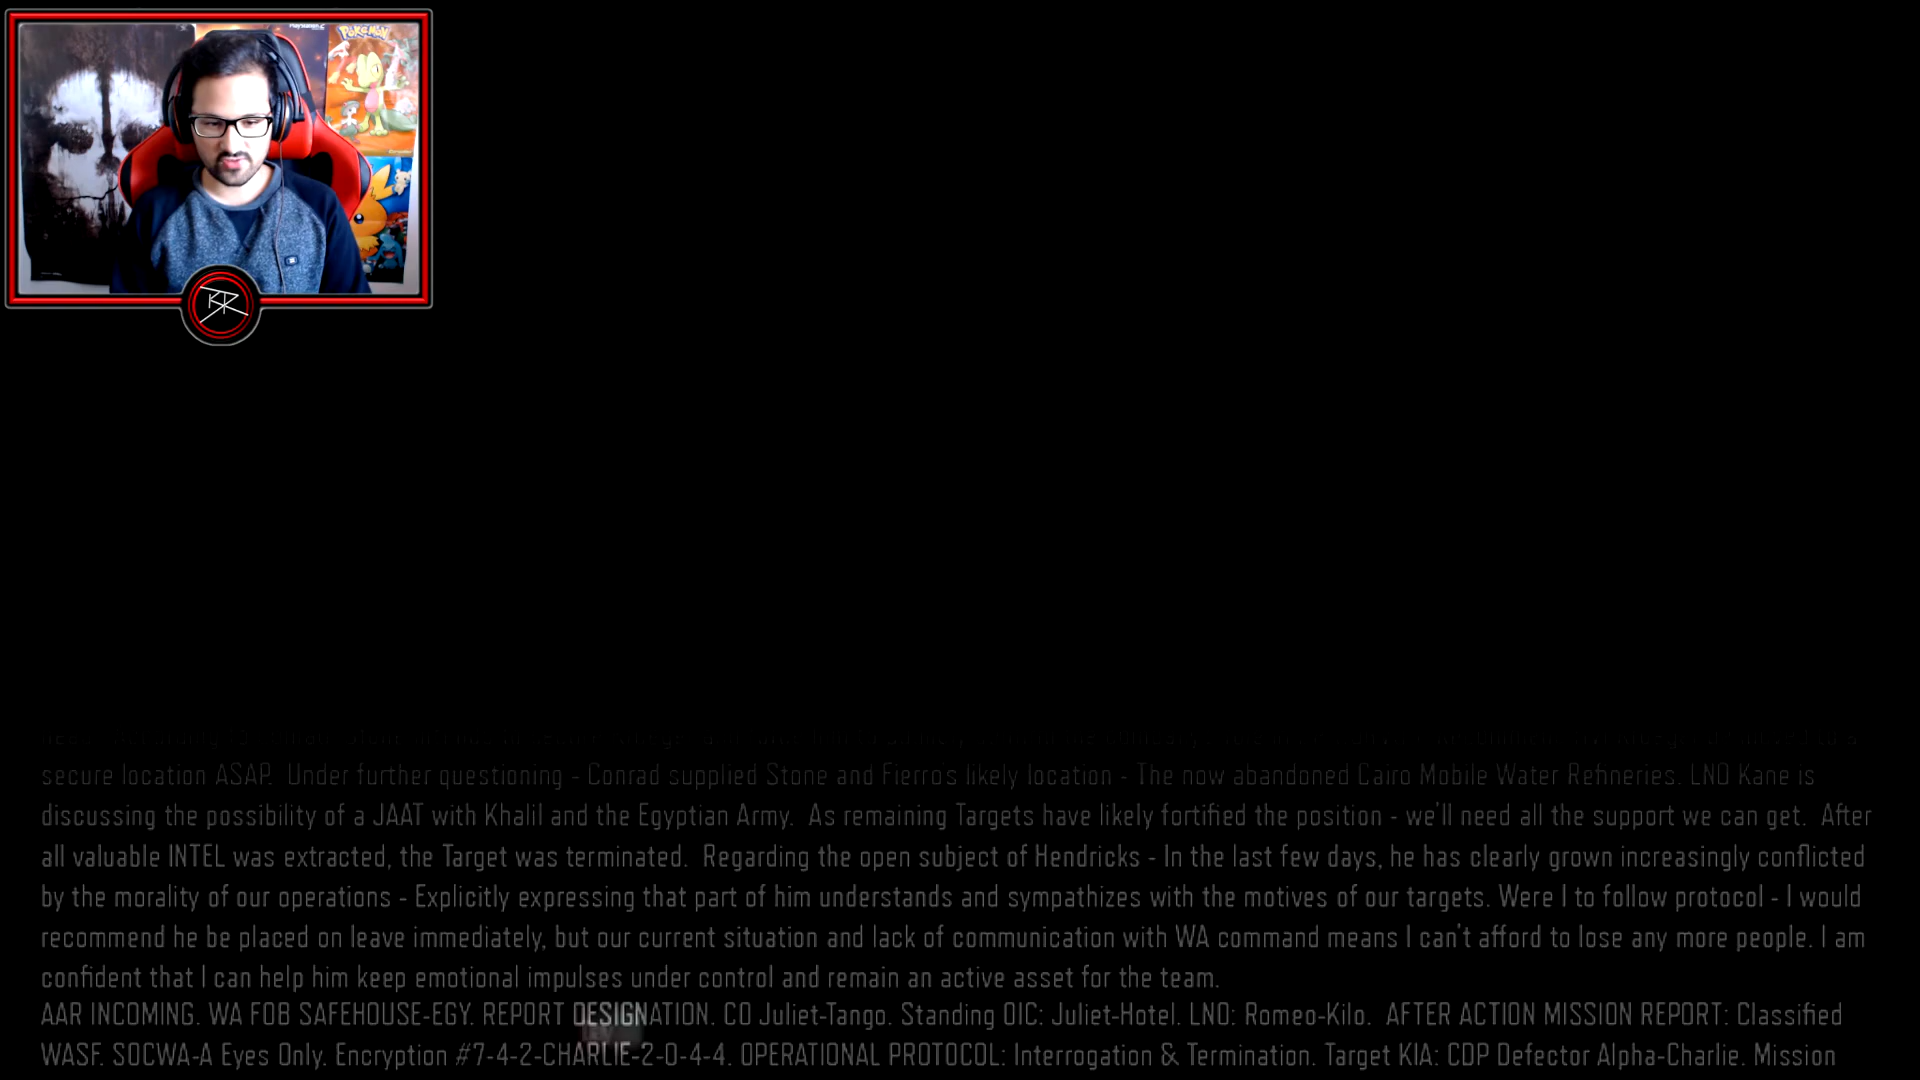 PlayStation 2
POKéMON
KR
secure location ASAP. Under further questioning - Conrad supplied Stone and Fierro's likely location - The now abandoned Cairo Mobile Water Refineries. LNO Kane is
discussing the possibility of a JAAT with Khalil and the Egyptian Army. As remaining Targets have likely fortified the position - we'll need all the support we can get. After
all valuable INTEL was extracted, the Target was terminated. Regarding the open subject of Hendricks - In the last few days, he has clearly grown increasingly conflicted
by the morality of our operations - Explicitly expressing that part of him understands and sympathizes with the motives of our targets. Were I to follow protocol - I would
recommend he be placed on leave immediately, but our current situation and lack of communication with WA command means I can't afford to lose any more people. I am
confident that I can help him keep emotional impulses under control and remain an active asset for the team.
AAR INCOMING. WA FOB SAFEHOUSE-EGY. REPORT DESIGNATION. CO Juliet-Tango. Standing OIC: Juliet-Hotel. LNO: Romeo-Kilo. AFTER ACTION MISSION REPORT: Classified
WASF. SOCWA-A Eyes Only. Encryption #7-4-2-CHARLIE-2-0-4-4. OPERATIONAL PROTOCOL: Interrogation & Termination. Target KIA: CDP Defector Alpha-Charlie. Mission